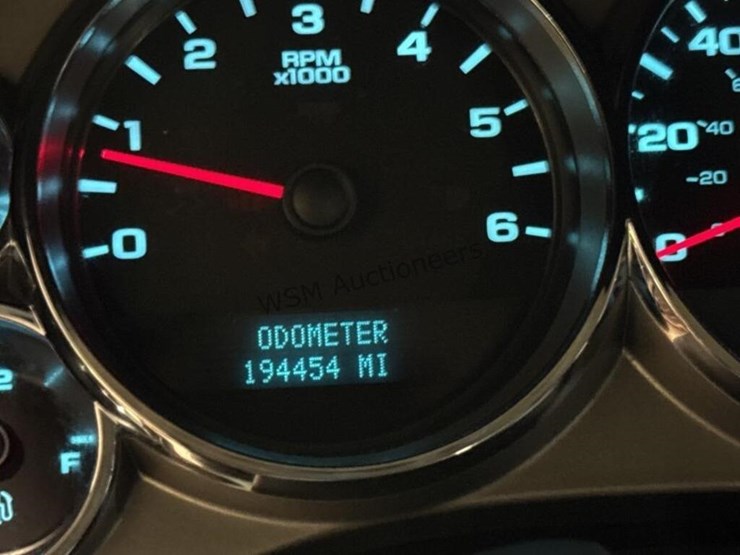 3
2
4
40
RPM
x1000
1
5
20
40
20
0
6
0
WSM Auctioneers
ODOMETER
194454 MI
F